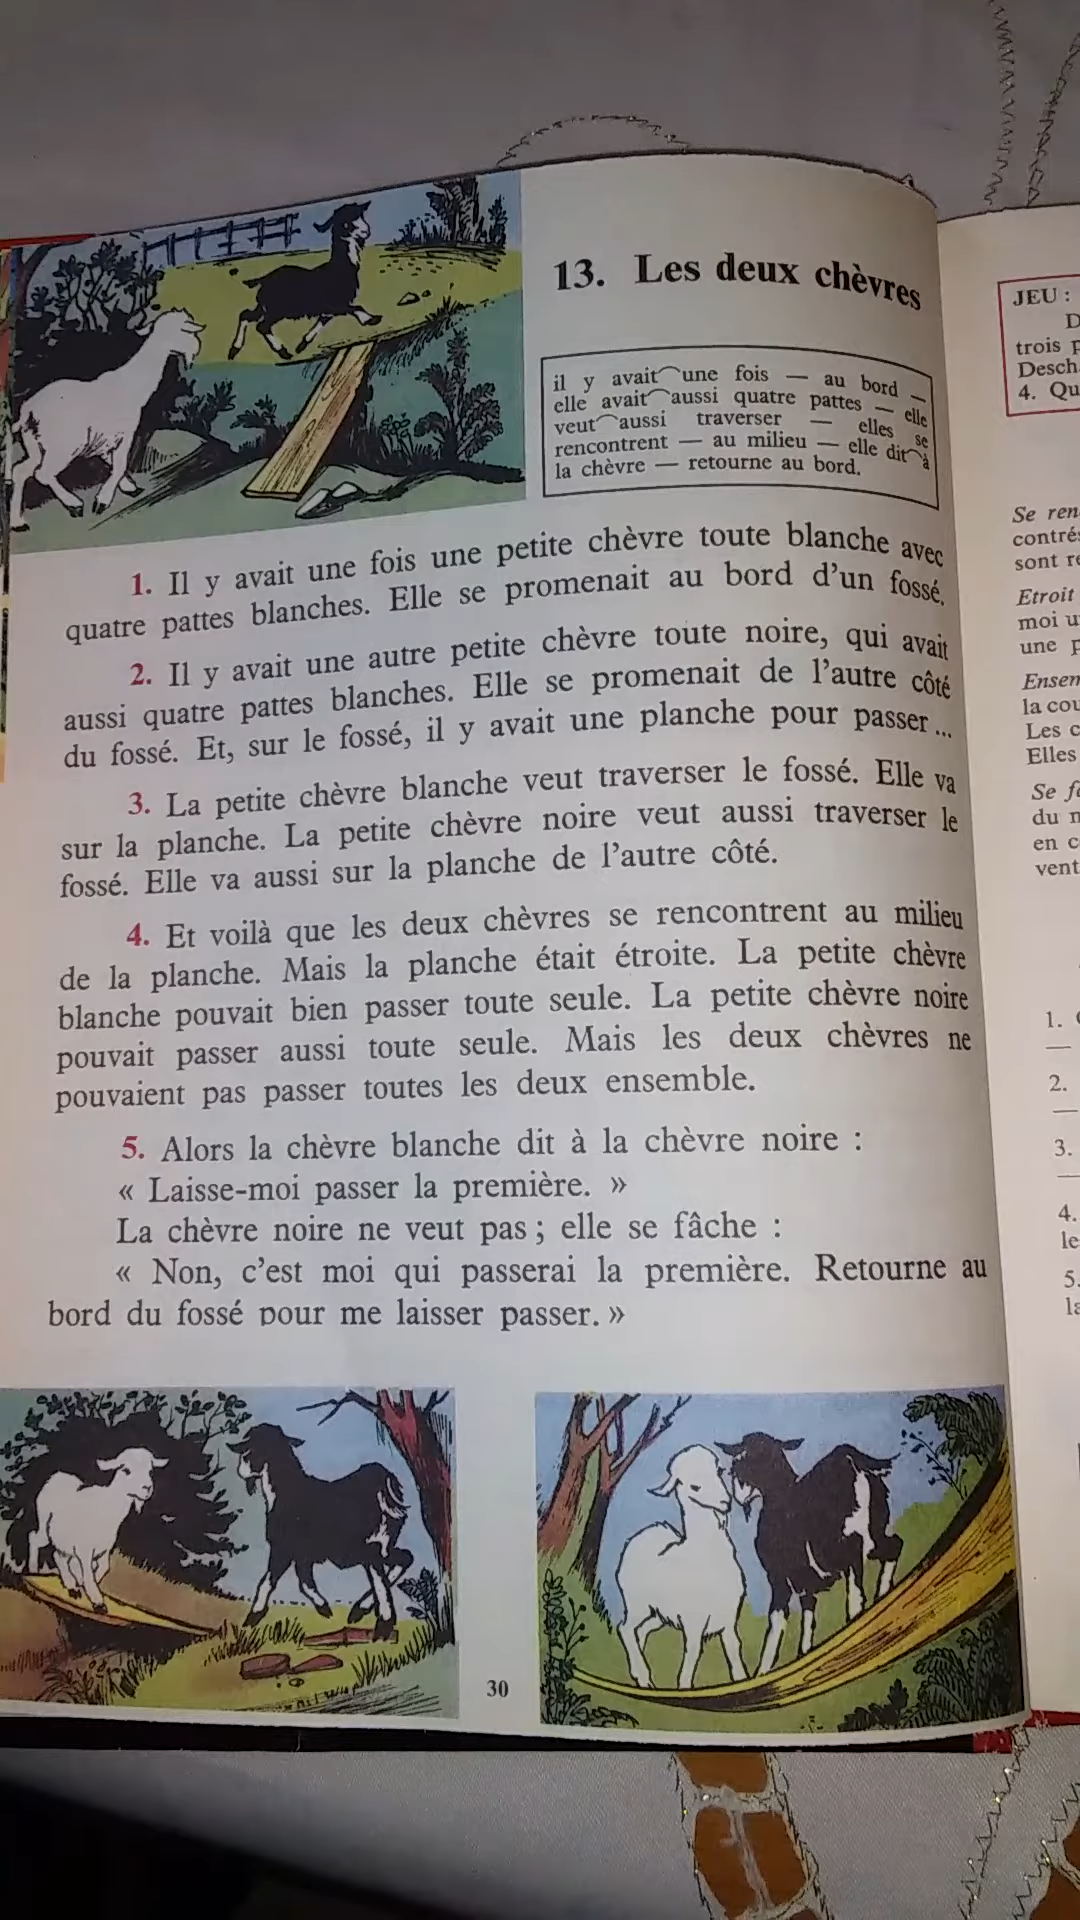 13. Les deux chèvres
il y avait une fois — au bord —
elle avait aussi quatre pattes — elle
veut aussi traverser — elles se
rencontrent — au milieu — elle dit à
la chèvre — retourne au bord.
1. Il y avait une fois une petite chèvre toute blanche avec
quatre pattes blanches. Elle se promenait au bord d'un fossé.
2. Il y avait une autre petite chèvre toute noire, qui avait
aussi quatre pattes blanches. Elle se promenait de l'autre côté
du fossé. Et, sur le fossé, il y avait une planche pour passer...
3. La petite chèvre blanche veut traverser le fossé. Elle va
sur la planche. La petite chèvre noire veut aussi traverser le
fossé. Elle va aussi sur la planche de l'autre côté.
4. Et voilà que les deux chèvres se rencontrent au milieu
de la planche. Mais la planche était étroite. La petite chèvre
blanche pouvait bien passer toute seule. La petite chèvre noire
pouvait passer aussi toute seule. Mais les deux chèvres ne
pouvaient pas passer toutes les deux ensemble.
5. Alors la chèvre blanche dit à la chèvre noire :
« Laisse-moi passer la première. »
La chèvre noire ne veut pas ; elle se fâche :
« Non, c'est moi qui passerai la première. Retourne au
bord du fossé pour me laisser passer. »
30
JEU :
trois
4. Qu
Se
sont
Etroit
moi
une
la
Les
Elles
Se
du
en
1.
2.
3.
4.
le
5.